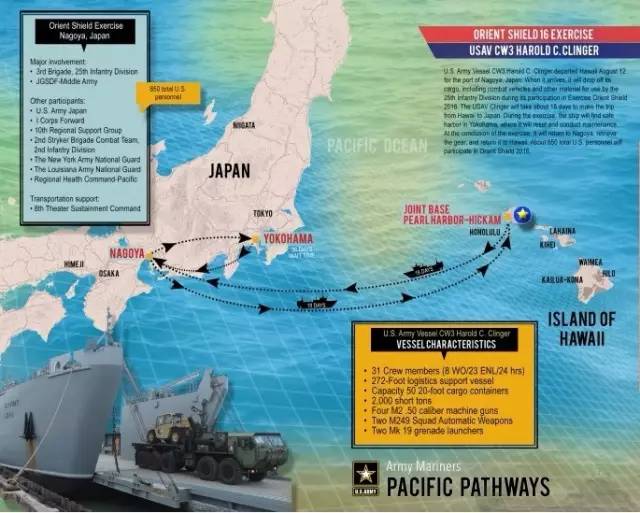 Orient Shield Exercise
Nagoya, Japan
Major involvement:
• 3rd Brigade, 25th Infantry Division
• JGSDF-Middle Army
Other participants:
• U.S. Army Japan
• I Corps Forward
• 10th Regional Support Group
• 2nd Stryker Brigade Combat Team,
2nd Infantry Division
• The New York Army National Guard
• The Louisiana Army National Guard
• Regional Health Command-Pacific
Transportation support:
• 8th Theater Sustainment Command
850 total U.S.
personnel
ORIENT SHIELD 16 EXERCISE
USAV CW3 HAROLD C. CLINGER
U.S. Army Vessel CW3 Harold C. Clinger departed Hawaii August 12
for the port of Nagoya, Japan. When it arrives, it will drop off its
cargo, including combat vehicles and other material for use by the
25th Infantry Division during its participation in Exercise Orient Shield
2016. The USAV Clinger will take about 16 days to make the trip
from Hawaii to Japan. During the exercise, the ship will find safe
harbor in Yokohama, where it will reset and conduct maintenance.
At the conclusion of the exercise, it will return to Nagoya, retrieve
the gear, and return it to Hawaii. About 850 total U.S. personnel will
participate in Orient Shield 2016.
NIIGATA
PACIFIC OCEAN
JAPAN
TOKYO
YOKOHAMA
NAGOYA
HIMEJI
OSAKA
JOINT BASE
PEARL HARBOR-HICKAM
HONOLULU
LAHAINA
KIHEI
WAIMEA
HILO
KAILUA-KONA
ISLAND OF
HAWAII
DAYS
DAYS
U.S. Army Vessel CW3 Harold C. Clinger
VESSEL CHARACTERISTICS
• 31 Crew members (8 WO/23 ENL/24 hrs)
• 272-Foot logistics support vessel
• Capacity 50 20-foot cargo containers
• 2,000 short tons
• Four M2 .50 caliber machine guns
• Two M249 Squad Automatic Weapons
• Two Mk 19 grenade launchers
U.S. ARMY
Army Mariners
PACIFIC PATHWAYS